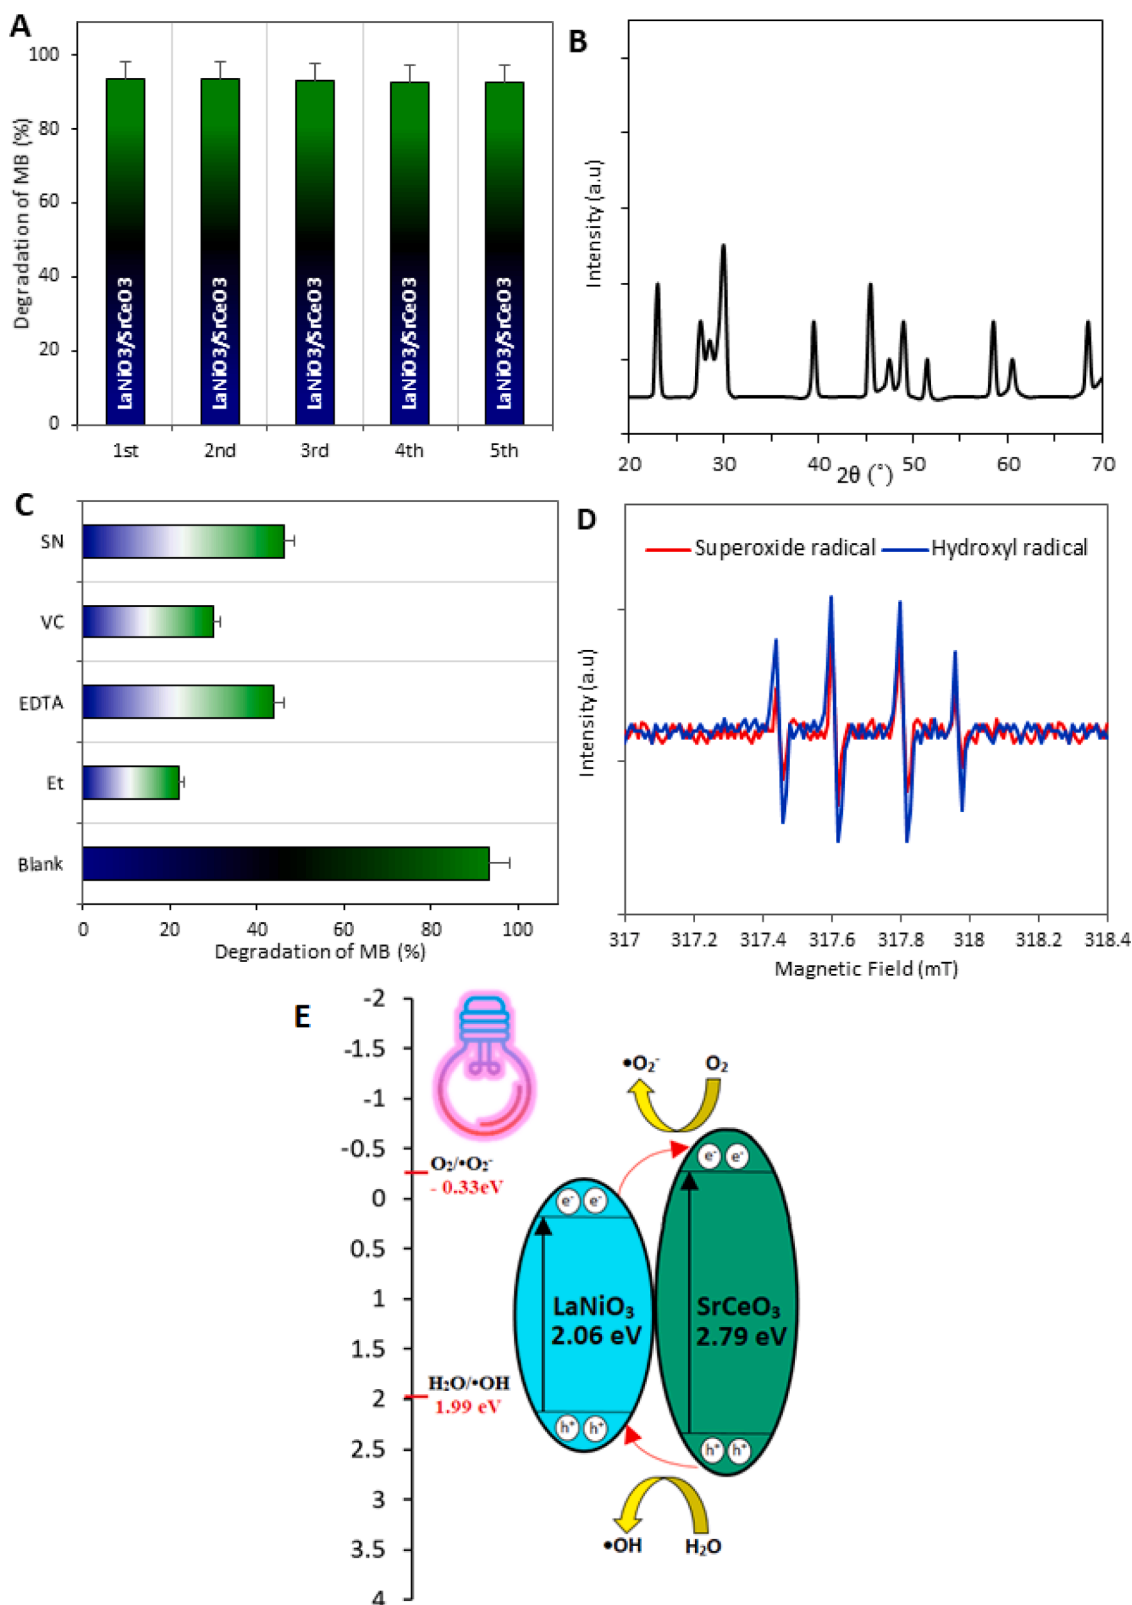 A
Degradation of MB (%)
100
80
60
40
20
0
LaNiO3/SrCeO3
LaNiO3/SrCeO3
LaNiO3/SrCeO3
LaNiO3/SrCeO3
LaNiO3/SrCeO3
1st 2nd 3rd 4th 5th
B
Intensity (a.u)
20 30 40 50 60 70
2θ (˚)
C
SN
VC
EDTA
Et
Blank
0 20 40 60 80 100
Degradation of MB (%)
D
Superoxide radical Hydroxyl radical
Intensity (a.u)
317 317.2 317.4 317.6 317.8 318 318.2 318.4
Magnetic Field (mT)
E
-2
-1.5
-1
-0.5
0
0.5
1
1.5
2
2.5
3
3.5
4
O₂/•O₂⁻
- 0.33eV
H₂O/•OH
1.99 eV
•O₂⁻ O₂
e⁻ e⁻
e⁻ e⁻
LaNiO₃
2.06 eV
SrCeO₃
2.79 eV
h⁺ h⁺
h⁺ h⁺
•OH H₂O